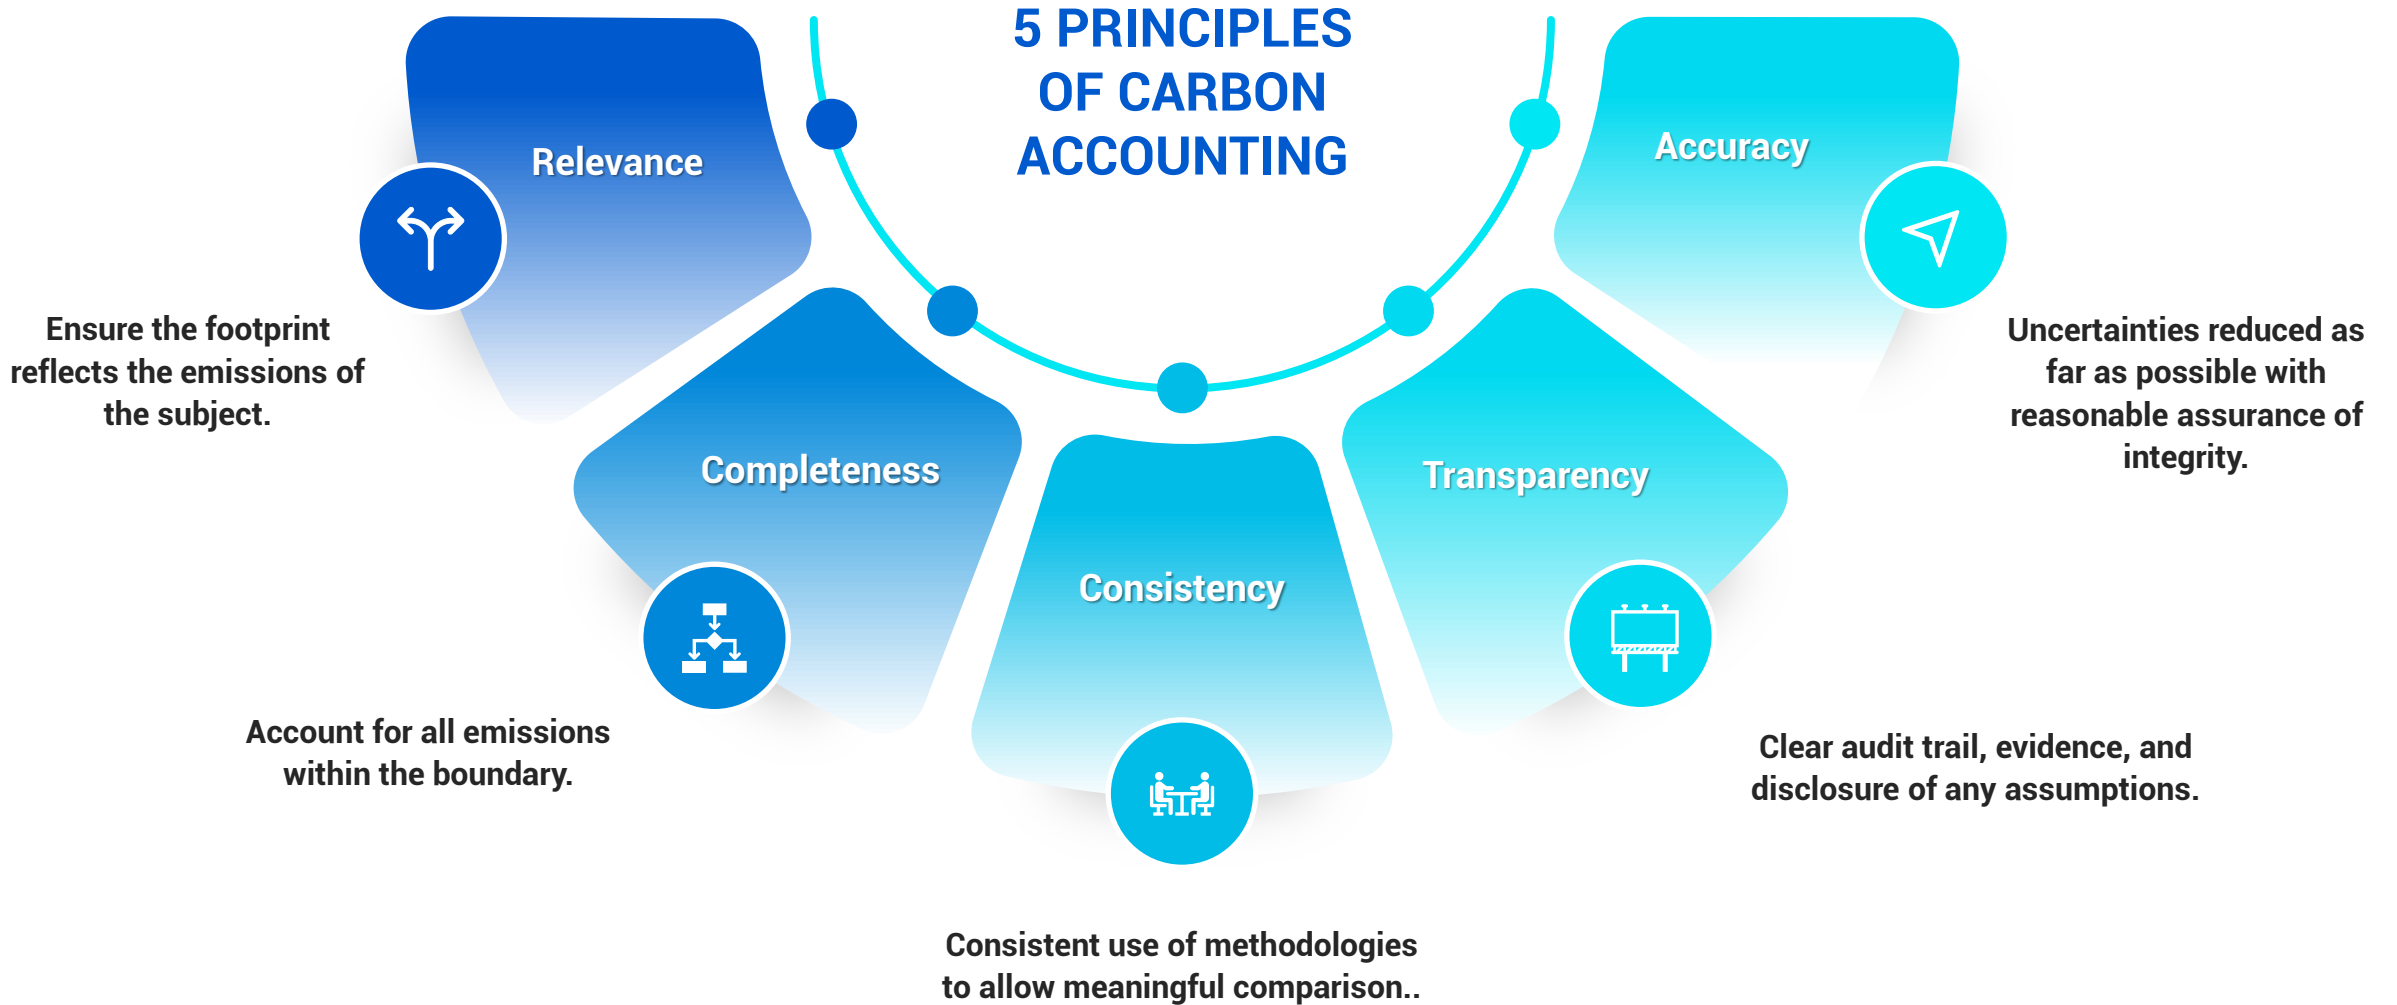 5 PRINCIPLES
OF CARBON
ACCOUNTING
Relevance
Ensure the footprint
reflects the emissions of
the subject.
Completeness
Account for all emissions
within the boundary.
Consistency
Consistent use of methodologies
to allow meaningful comparison..
Transparency
Clear audit trail, evidence, and
disclosure of any assumptions.
Accuracy
Uncertainties reduced as
far as possible with
reasonable assurance of
integrity.